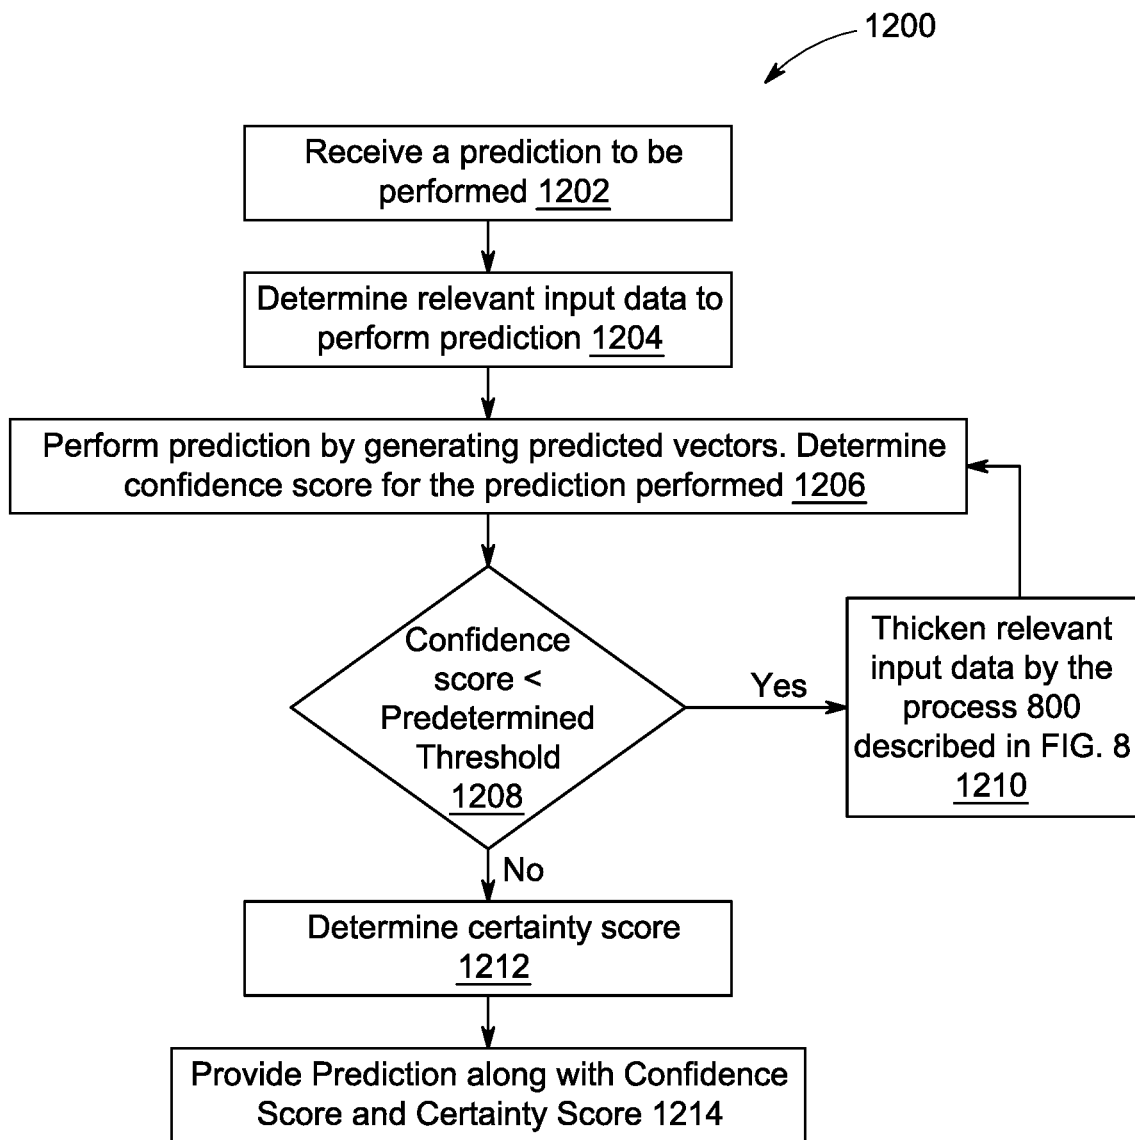 1200
Receive a prediction to be
performed 1202
Determine relevant input data to
perform prediction 1204
Perform prediction by generating predicted vectors. Determine
confidence score for the prediction performed 1206
Confidence
score <
Predetermined
Threshold
1208
Yes
Thicken relevant
input data by the
process 800
described in FIG. 8
1210
No
Determine certainty score
1212
Provide Prediction along with Confidence
Score and Certainty Score 1214